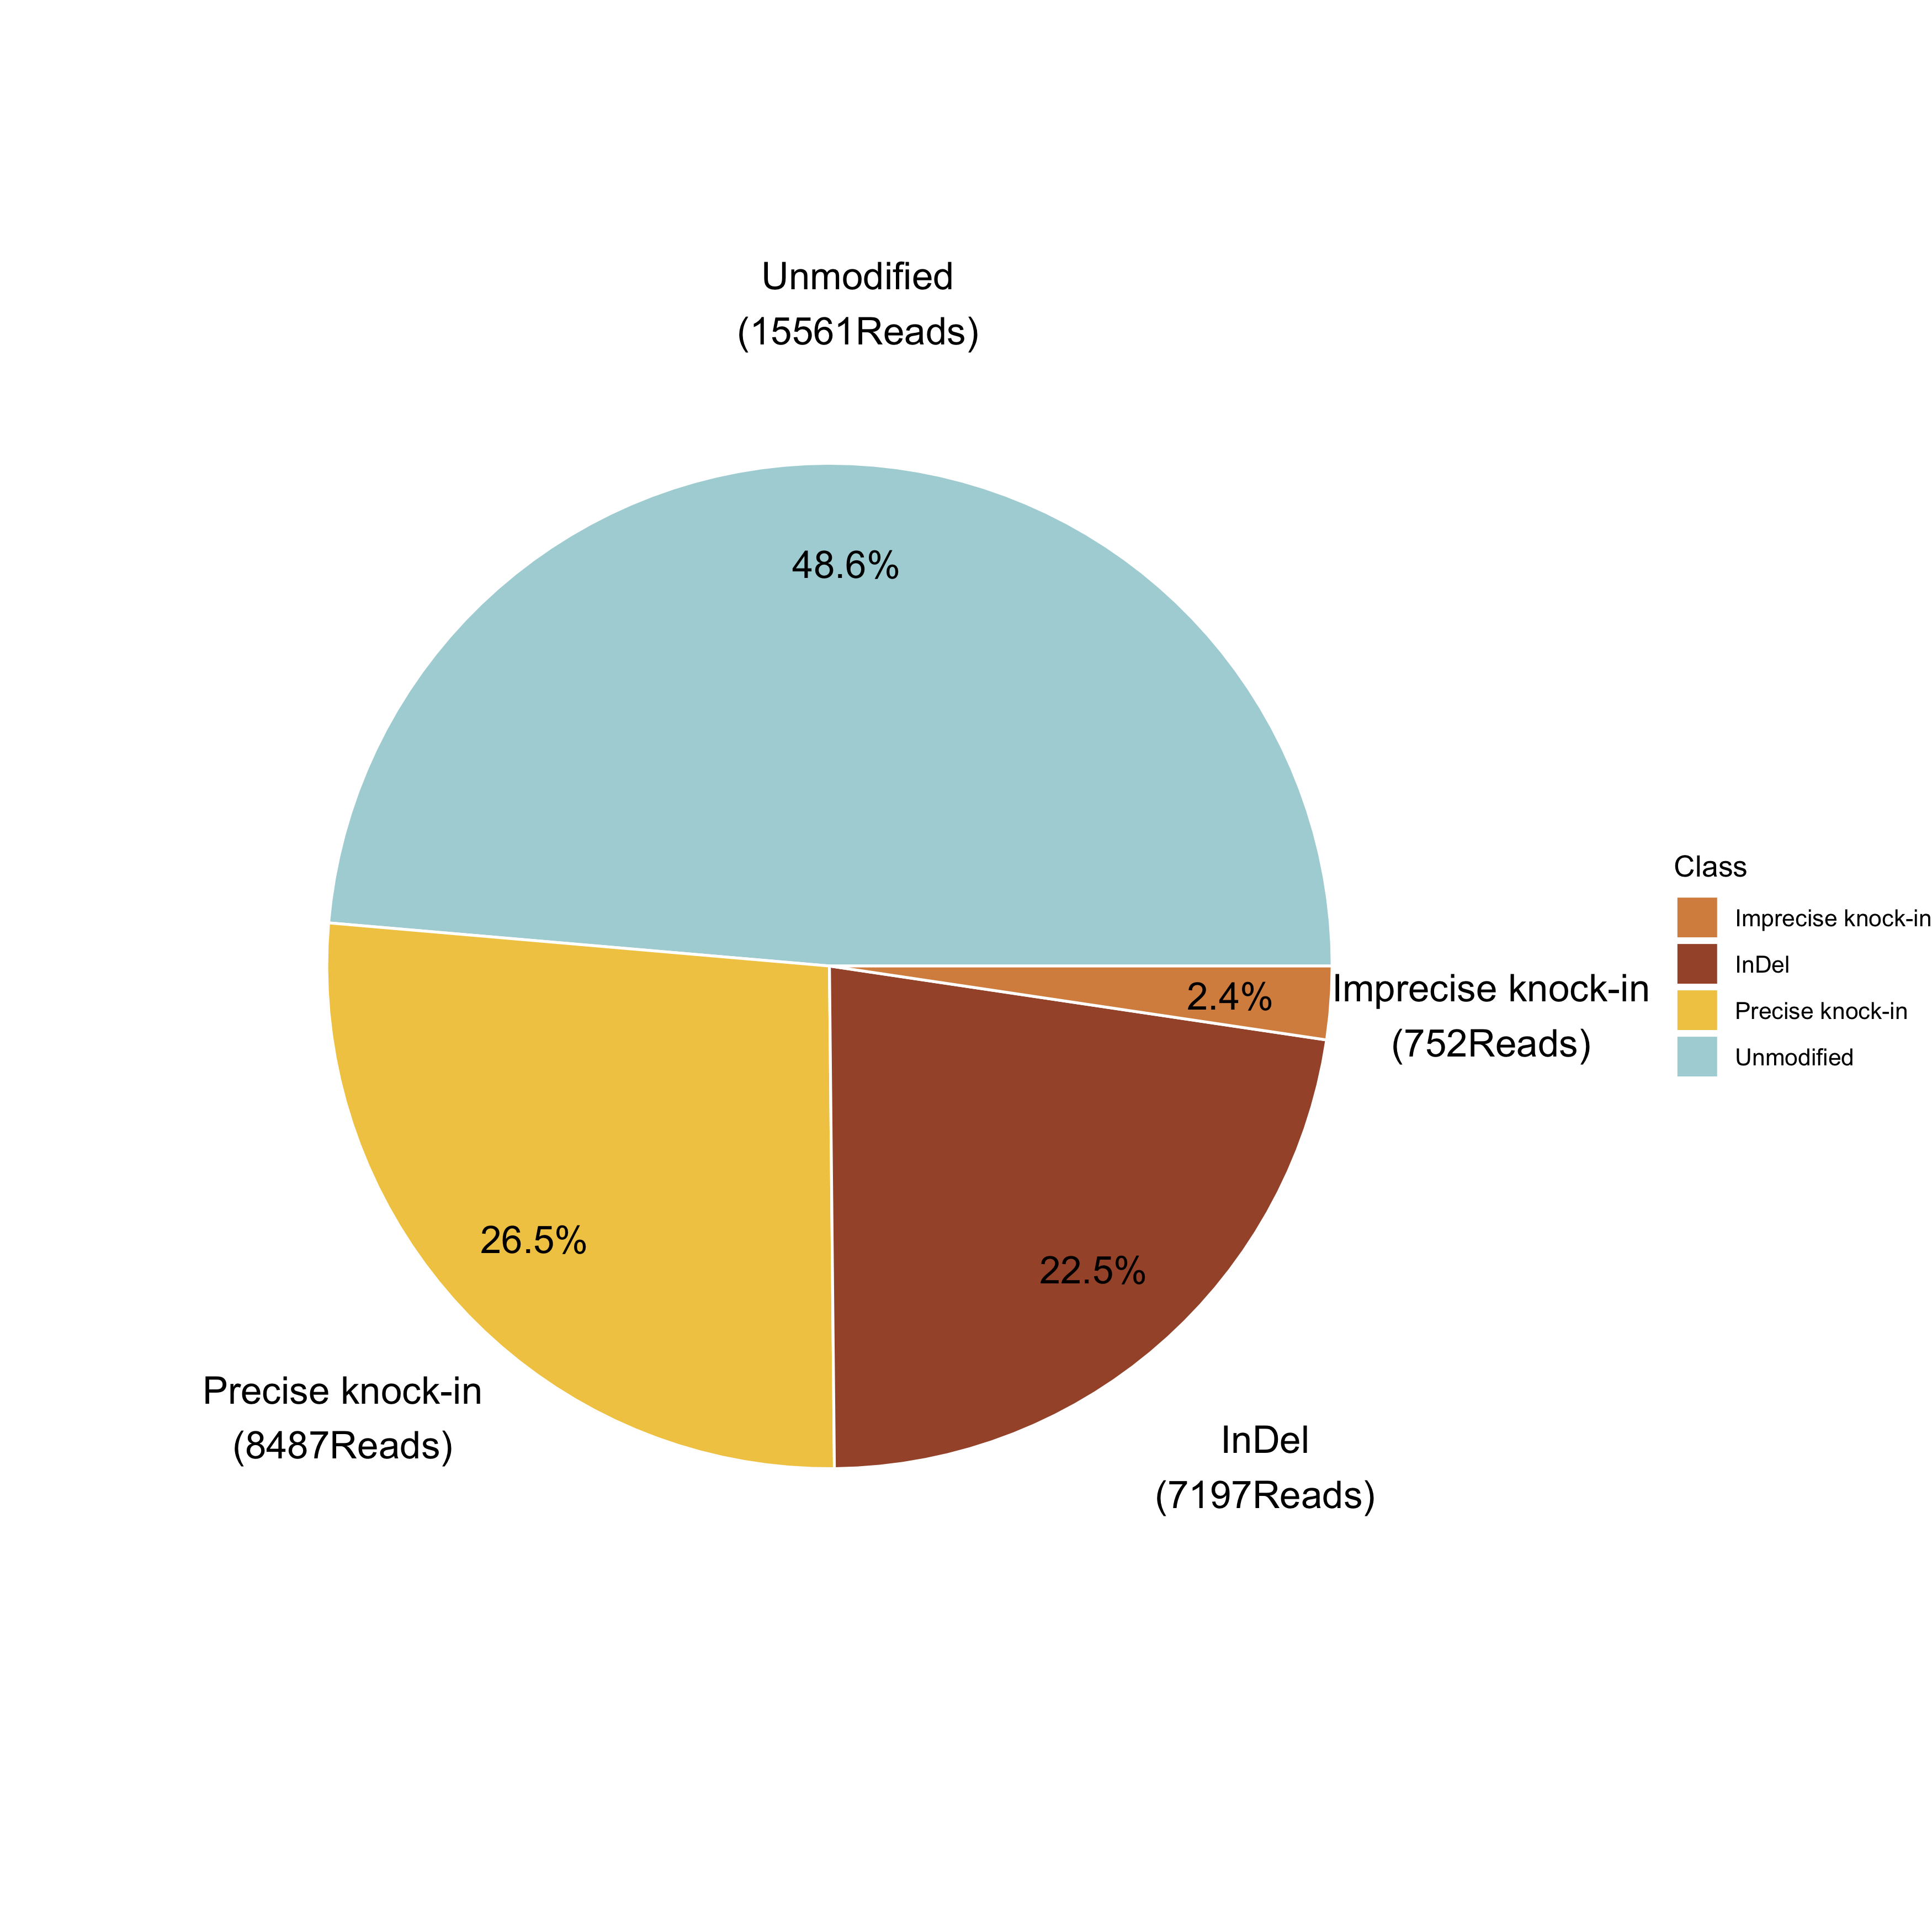 Unmodified
(15561Reads)
48.6%
Class
Imprecise knock-in
InDel
Precise knock-in
Unmodified
2.4%
Imprecise knock-in
(752Reads)
26.5%
22.5%
Precise knock-in
(8487Reads)
InDel
(7197Reads)